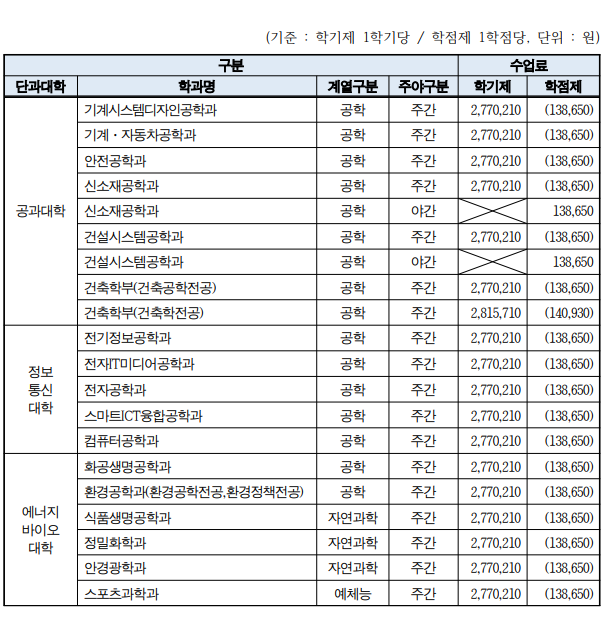 (기준 : 학기제 1학기당 / 학점제 1학점당, 단위 : 원)
구분 수업료
단과대학 학과명 계열구분 주야구분 학기제 학점제
기계시스템디자인공학과 공학 주간 2,770,210 (138,650)
기계・자동차공학과 공학 주간 2,770,210 (138,650)
안전공학과 공학 주간 2,770,210 (138,650)
신소재공학과 공학 주간 2,770,210 (138,650)
공과대학 신소재공학과 공학 야간 138,650
건설시스템공학과 공학 주간 2,770,210 (138,650)
건설시스템공학과 공학 야간 138,650
건축학부(건축공학전공) 공학 주간 2,770,210 (138,650)
건축학부(건축학전공) 공학 주간 2,815,710 (140,930)
전기정보공학과 공학 주간 2,770,210 (138,650)
전자IT미디어공학과 공학 주간 2,770,210 (138,650)
정보
통신
대학
전자공학과 공학 주간 2,770,210 (138,650)
스마트ICT융합공학과 공학 주간 2,770,210 (138,650)
컴퓨터공학과 공학 주간 2,770,210 (138,650)
화공생명공학과 공학 주간 2,770,210 (138,650)
환경공학과(환경공학전공,환경정책전공) 공학 주간 2,770,210 (138,650)
에너지
바이오
대학
식품생명공학과 자연과학 주간 2,770,210 (138,650)
정밀화학과 자연과학 주간 2,770,210 (138,650)
안경광학과 자연과학 주간 2,770,210 (138,650)
스포츠과학과 예체능 주간 2,770,210 (138,650)